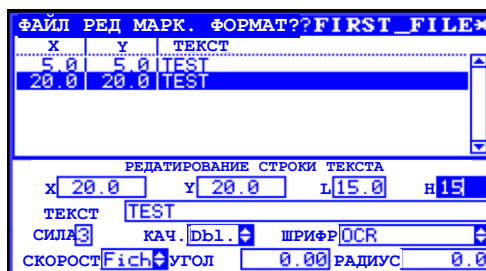 ФАЙЛ РЕД МАРК. ФОРМАТ??FIRST_FILE*
X Y ТЕКСТ
5.0 5.0 TEST
20.0 20.0 TEST
РЕДАТИРОВАНИЕ СТРОКИ ТЕКСТА
X 20.0 Y 20.0 L 15.0 H 15
ТЕКСТ TEST
СИЛА 3 КАЧ. Dbl. ШРИФР OCR
СКОРОСТ Fich УГОЛ 0.00 РАДИУС 0.0